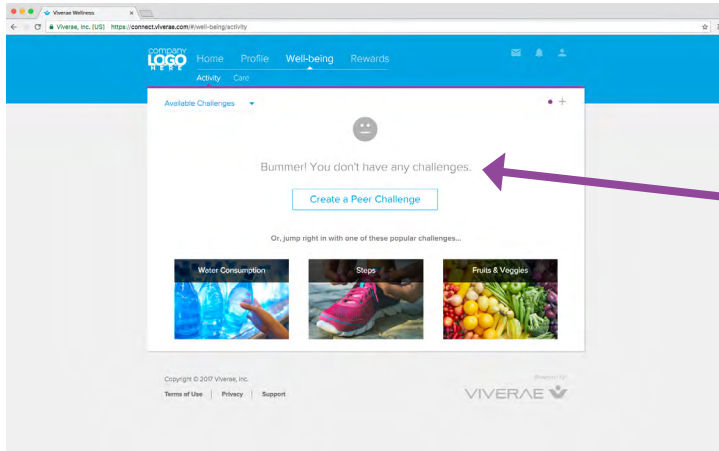 Viverae Wellness
Viverae, Inc. [US] https://connect.viverae.com/#/well-being/activity
company
LOGO
HERE
Home Profile Well-being Rewards
Activity Care
Available Challenges
Bummer! You don't have any challenges.
Create a Peer Challenge
Or, jump right in with one of these popular challenges...
Water Consumption Steps Fruits & Veggies
Copyright © 2017 Viverae, Inc.
Powered by
Terms of Use | Privacy | Support
VIVERAE